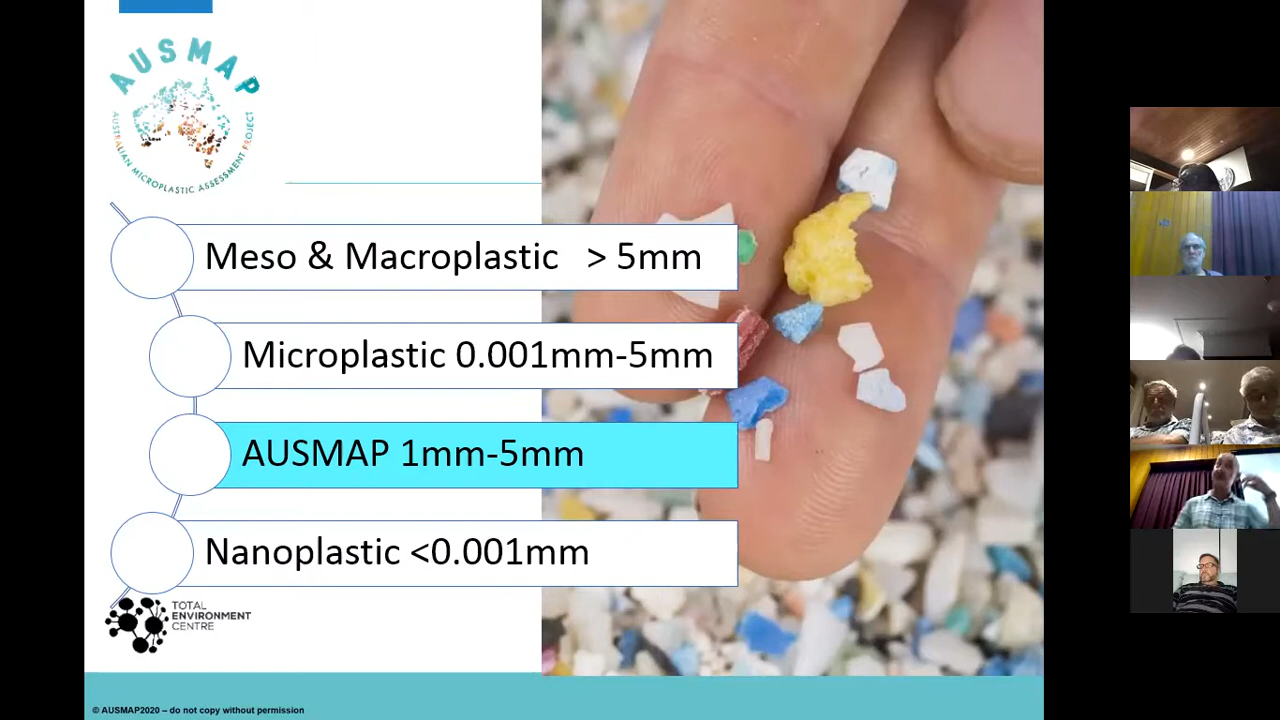 AUSMAP
AUSTRALIAN MICROPLASTIC ASSESSMENT PROJECT
Meso & Macroplastic > 5mm
Microplastic 0.001mm-5mm
AUSMAP 1mm-5mm
Nanoplastic <0.001mm
TOTAL
ENVIRONMENT
CENTRE
© AUSMAP2020 – do not copy without permission